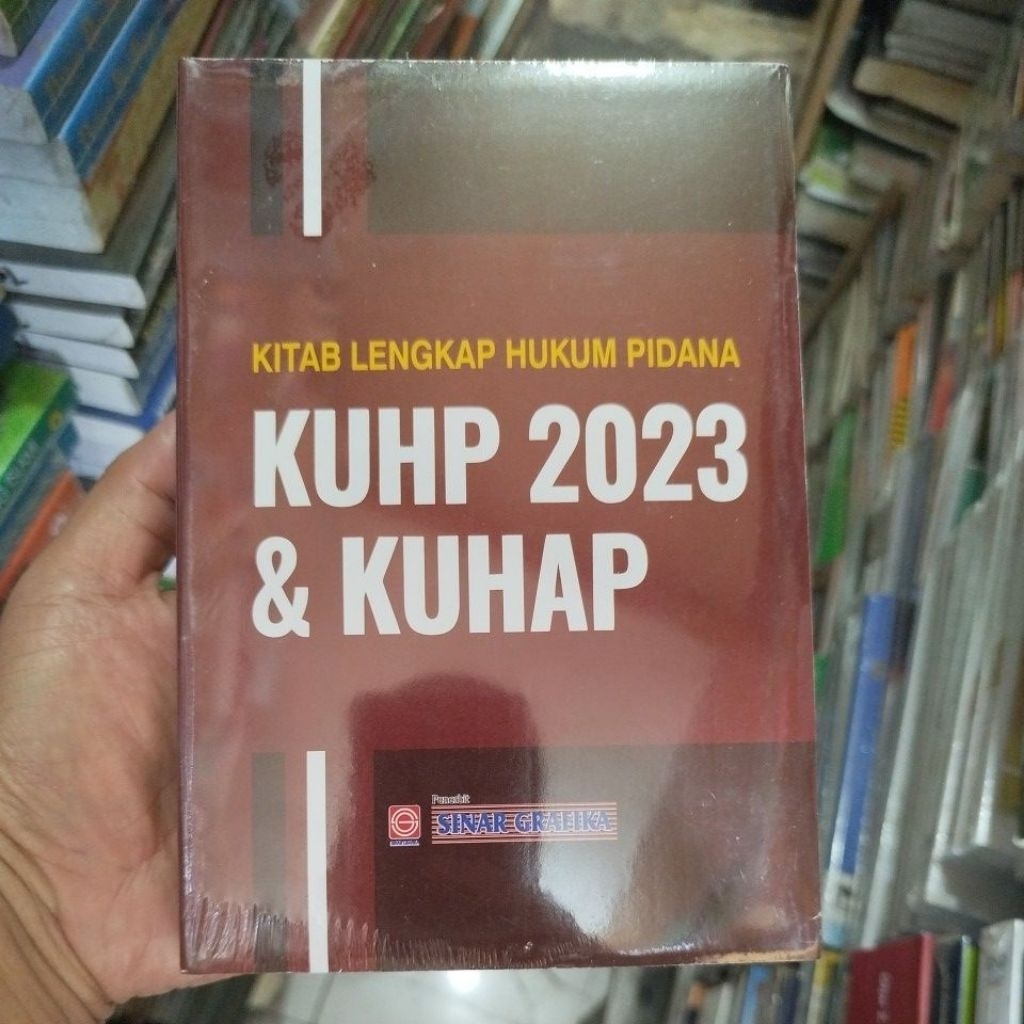 KITAB LENGKAP HUKUM PIDANA
KUHP 2023
& KUHAP
Penerbit
SINAR GRAFIKA